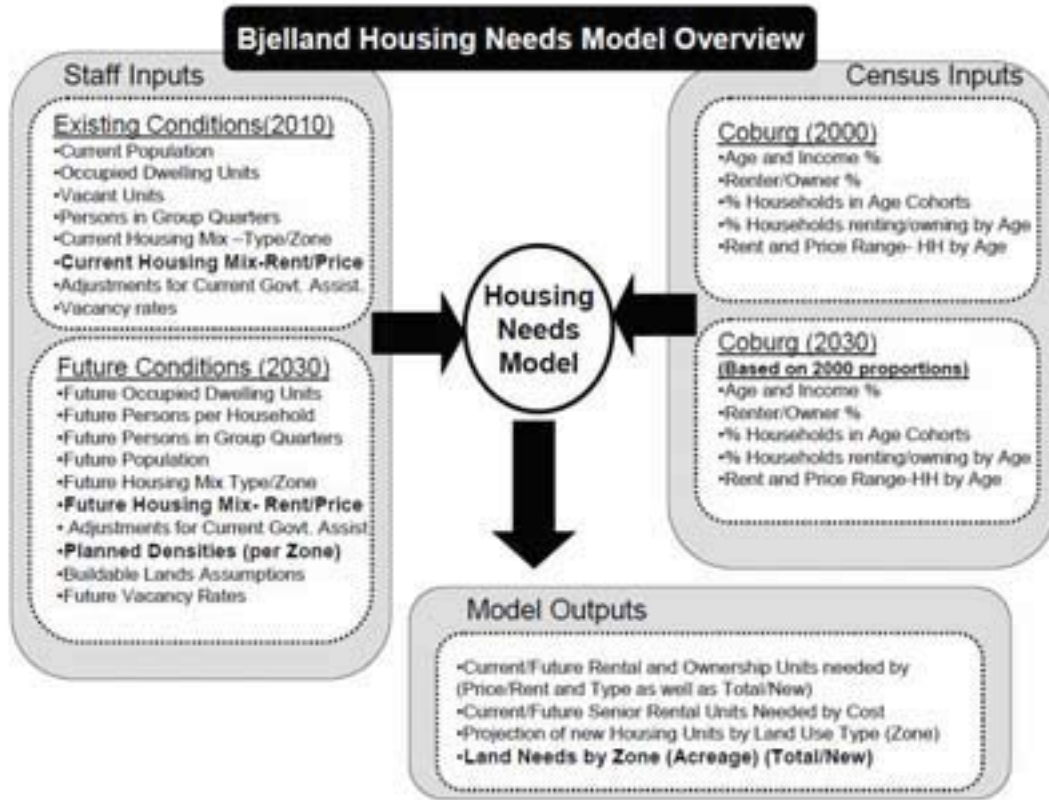 Bjelland Housing Needs Model Overview
Staff Inputs
Existing Conditions(2010)
•Current Population
•Occupied Dwelling Units
•Vacant Units
•Persons in Group Quarters
•Current Housing Mix –Type/Zone
•Current Housing Mix-Rent/Price
•Adjustments for Current Govt. Assist.
•Vacancy rates
Future Conditions (2030)
•Future Occupied Dwelling Units
•Future Persons per Household
•Future Persons in Group Quarters
•Future Population
•Future Housing Mix Type/Zone
•Future Housing Mix- Rent/Price
• Adjustments for Current Govt. Assist.
•Planned Densities (per Zone)
•Buildable Lands Assumptions
•Future Vacancy Rates
Housing
Needs
Model
Census Inputs
Coburg (2000)
•Age and Income %
•Renter/Owner %
•% Households in Age Cohorts
•% Households renting/owning by Age
•Rent and Price Range- HH by Age
Coburg (2030)
(Based on 2000 proportions)
•Age and Income %
•Renter/Owner %
•% Households in Age Cohorts
•% Households renting/owning by Age
•Rent and Price Range-HH by Age
Model Outputs
•Current/Future Rental and Ownership Units needed by
(Price/Rent and Type as well as Total/New)
•Current/Future Senior Rental Units Needed by Cost
•Projection of new Housing Units by Land Use Type (Zone)
•Land Needs by Zone (Acreage) (Total/New)